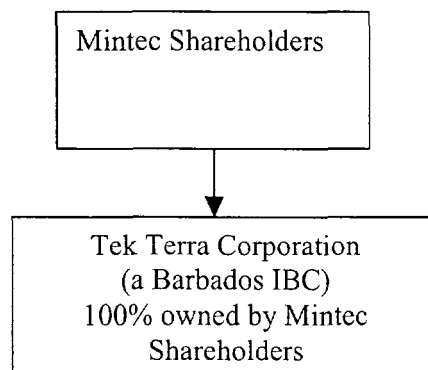 Mintec Shareholders
Tek Terra Corporation
(a Barbados IBC)
100% owned by Mintec
Shareholders